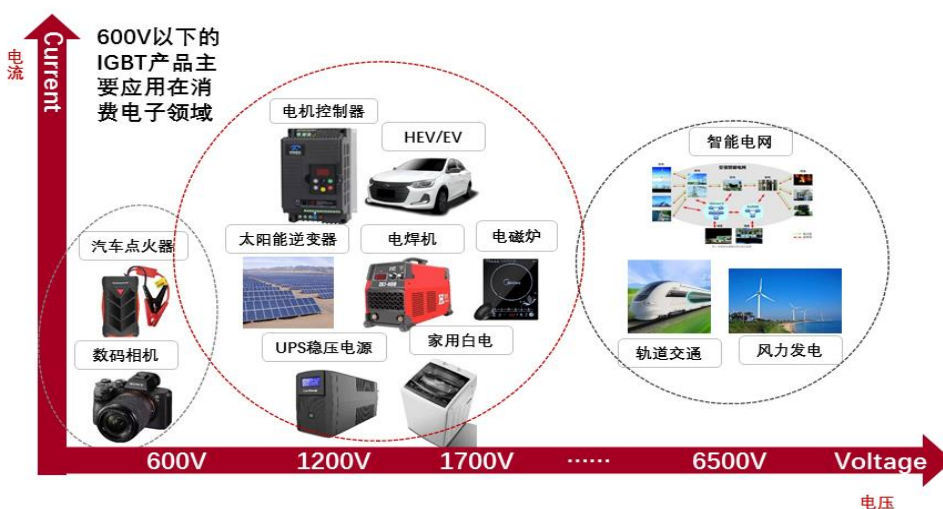 电流
Current
600V以下的
IGBT产品主
要应用在消
费电子领域
电机控制器
HEV/EV
智能电网
汽车点火器
太阳能逆变器
电焊机
电磁炉
数码相机
UPS稳压电源
家用白电
轨道交通
风力发电
SONY
Midea
600V
1200V
1700V
······
6500V
Voltage
电压